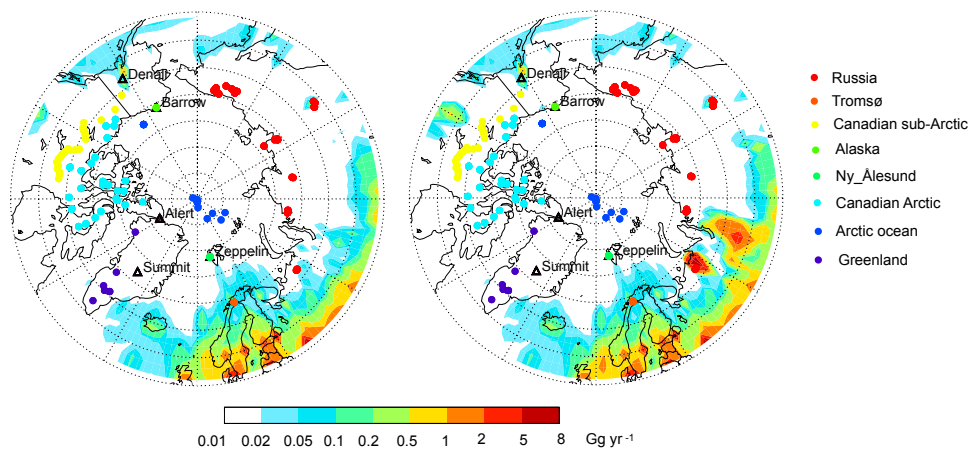 Denali
Barrow
Alert
Summit
Zeppelin
Denali
Barrow
Alert
Summit
Zeppelin
Russia
Tromsø
Canadian sub-Arctic
Alaska
Ny_Ålesund
Canadian Arctic
Arctic ocean
Greenland
0.01 0.02 0.05 0.1 0.2 0.5 1 2 5 8 Gg yr -1